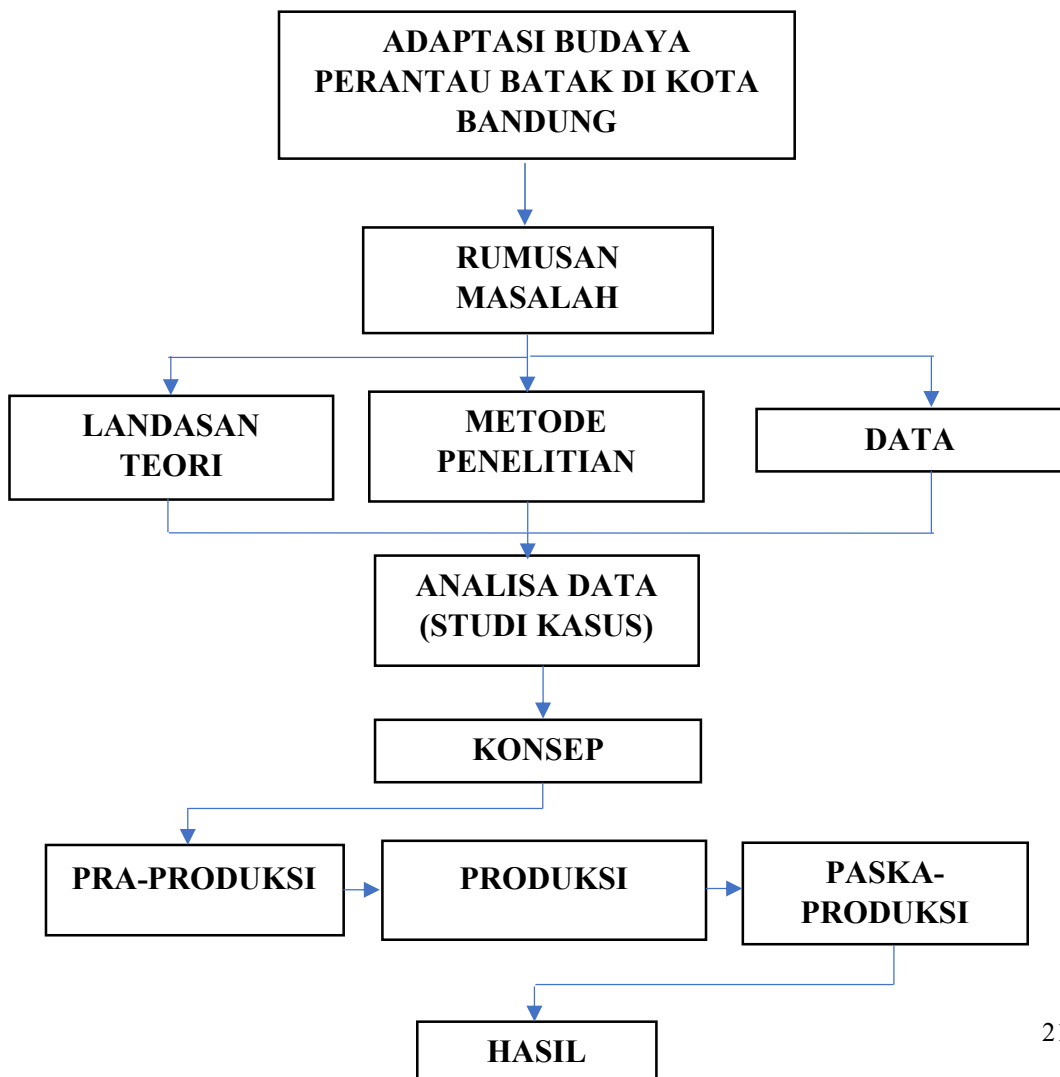 ADAPTASI BUDAYA
PERANTAU BATAK DI KOTA
BANDUNG
RUMUSAN
MASALAH
LANDASAN
TEORI
METODE
PENELITIAN
DATA
ANALISA DATA
(STUDI KASUS)
KONSEP
PRA-PRODUKSI
PRODUKSI
PASKA-
PRODUKSI
HASIL